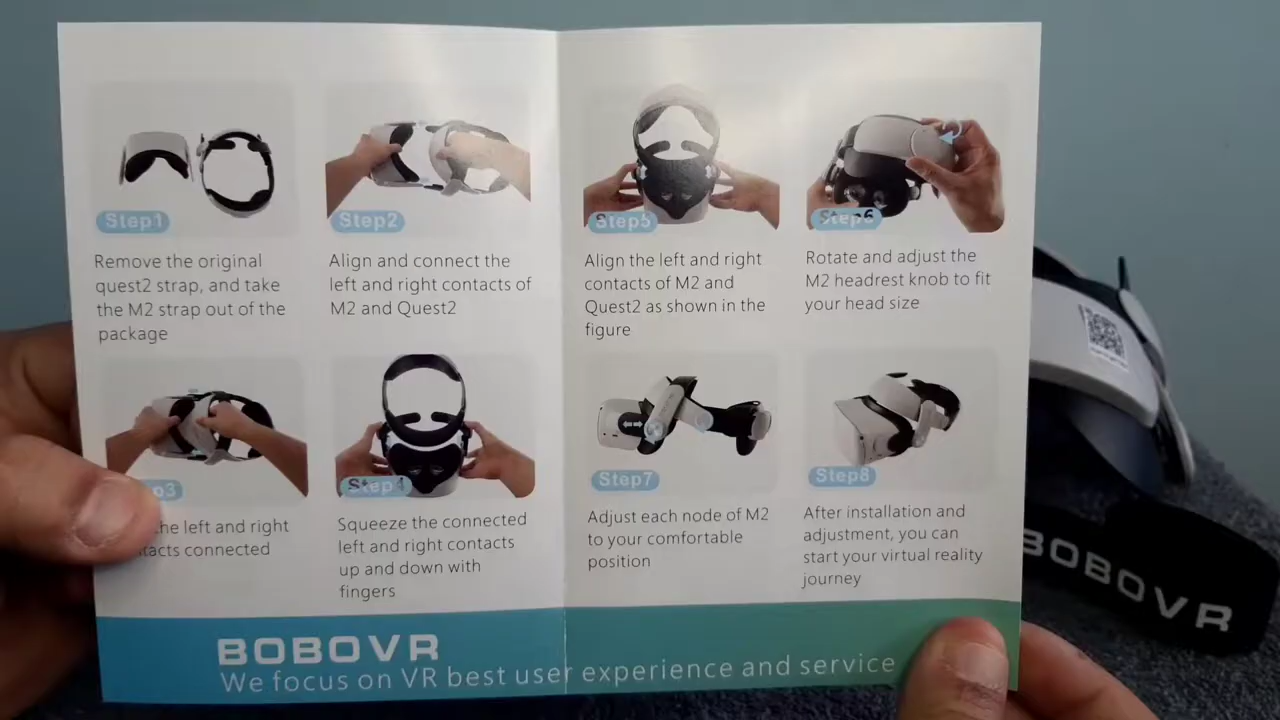 Step1
Remove the original
quest2 strap, and take
the M2 strap out of the
package
Step2
Align and connect the
left and right contacts of
M2 and Quest2
p3
the left and right
tacts connected
Step4
Squeeze the connected
left and right contacts
up and down with
fingers
Step5
Align the left and right
contacts of M2 and
Quest2 as shown in the
figure
Step6
Rotate and adjust the
M2 headrest knob to fit
your head size
Step7
Adjust each node of M2
to your comfortable
position
Step8
After installation and
adjustment, you can
start your virtual reality
journey
BOBOVR
We focus on VR best user experience and service
BOBOVR